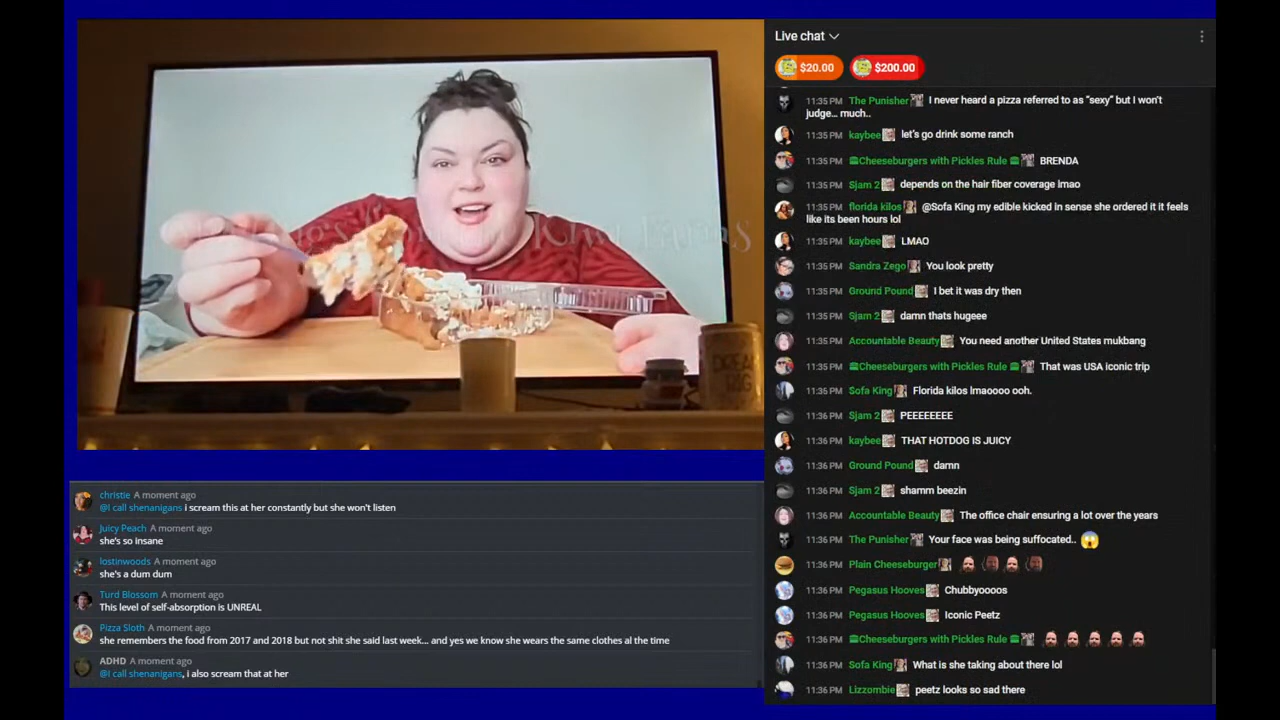 Kiwi Farms
DREAM
RAG
christie A moment ago
@I call shenanigans i scream this at her constantly but she won't listen
Juicy Peach A moment ago
she's so insane
lostinwoods A moment ago
she's a dum dum
Turd Blossom A moment ago
This level of self-absorption is UNREAL
Pizza Sloth A moment ago
she remembers the food from 2017 and 2018 but not shit she said last week... and yes we know she wears the same clothes al the time
ADHD A moment ago
@I call shenanigans, i also scream that at her
Live chat
$20.00 $200.00
11:35 PM The Punisher I never heard a pizza referred to as “sexy” but I won't
judge... much..
11:35 PM kaybee let's go drink some ranch
11:35 PM Cheeseburgers with Pickles Rule BRENDA
11:35 PM Sjam 2 depends on the hair fiber coverage lmao
11:35 PM florida kilos @Sofa King my edible kicked in sense she ordered it it feels
like its been hours lol
11:35 PM kaybee LMAO
11:35 PM Sandra Zego You look pretty
11:35 PM Ground Pound I bet it was dry then
11:35 PM Sjam 2 damn thats hugeee
11:35 PM Accountable Beauty You need another United States mukbang
11:35 PM Cheeseburgers with Pickles Rule That was USA iconic trip
11:36 PM Sofa King Florida kilos lmaoooo ooh.
11:36 PM Sjam 2 PEEEEEEEE
11:36 PM kaybee THAT HOTDOG IS JUICY
11:36 PM Ground Pound damn
11:36 PM Sjam 2 shamm beezin
11:36 PM Accountable Beauty The office chair ensuring a lot over the years
11:36 PM The Punisher Your face was being suffocated..
11:36 PM Plain Cheeseburger
11:36 PM Pegasus Hooves Chubbyoooos
11:36 PM Pegasus Hooves Iconic Peetz
11:36 PM Cheeseburgers with Pickles Rule
11:36 PM Sofa King What is she taking about there lol
11:36 PM Lizzombie peetz looks so sad there